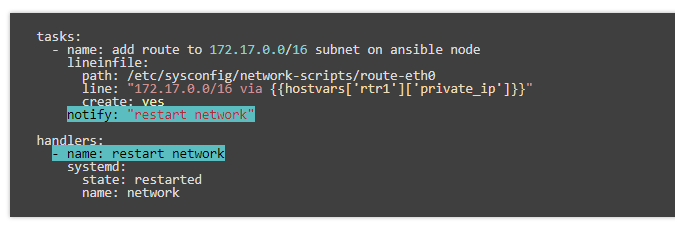 tasks:
  - name: add route to 172.17.0.0/16 subnet on ansible node
    lineinfile:
      path: /etc/sysconfig/network-scripts/route-eth0
      line: "172.17.0.0/16 via {{hostvars['rtr1']['private_ip']}}"
      create: yes
    notify: "restart network"

handlers:
  - name: restart network
    systemd:
      state: restarted
      name: network